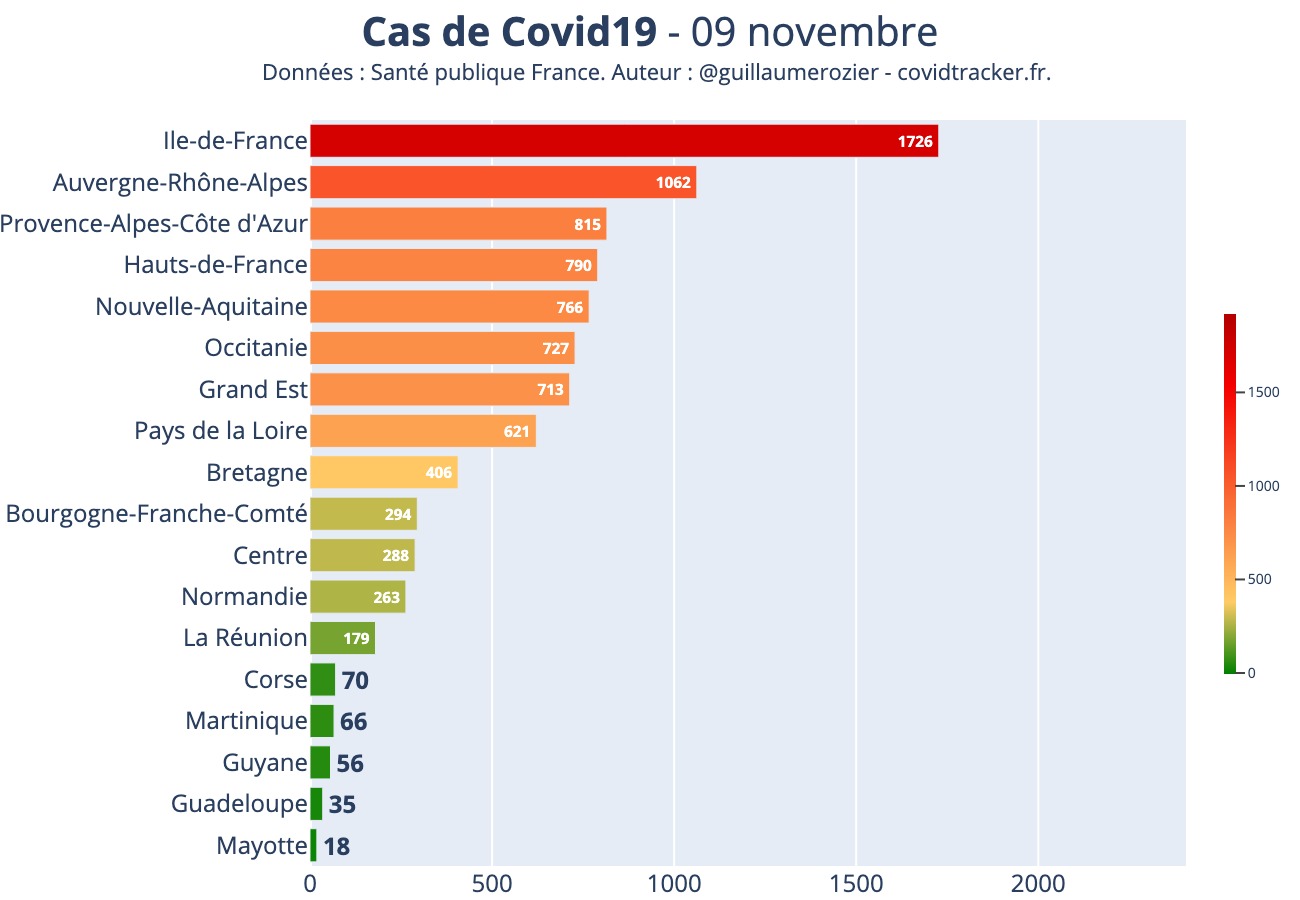 Cas de Covid19 - 09 novembre
Données : Santé publique France. Auteur : @guillaumerozier - covidtracker.fr.
Ile-de-France 1726
Auvergne-Rhône-Alpes 1062
Provence-Alpes-Côte d'Azur 815
Hauts-de-France 790
Nouvelle-Aquitaine 766
Occitanie 727
Grand Est 713
Pays de la Loire 621
Bretagne 406
Bourgogne-Franche-Comté 294
Centre 288
Normandie 263
La Réunion 179
Corse 70
Martinique 66
Guyane 56
Guadeloupe 35
Mayotte 18
0 500 1000 1500 2000
1500
1000
500
0